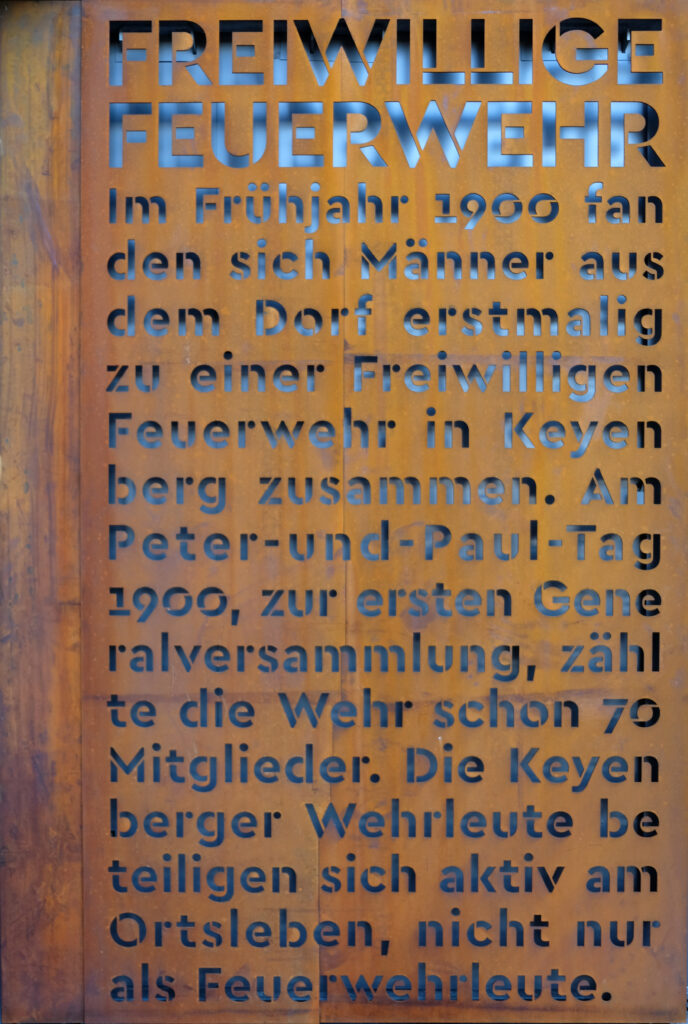 FREIWILLIGE
FEUERWEHR
Im Frühjahr 1900 fan
den sich Männer aus
dem Dorf erstmalig
zu einer Freiwilligen
Feuerwehr in Keyen
berg zusammen. Am
Peter-und-Paul-Tag
1900, zur ersten Gene
ralversammlung, zähl
te die Wehr schon 70
Mitglieder. Die Keyen
berger Wehrleute be
teiligen sich aktiv am
Ortsleben, nicht nur
als Feuerwehrleute.